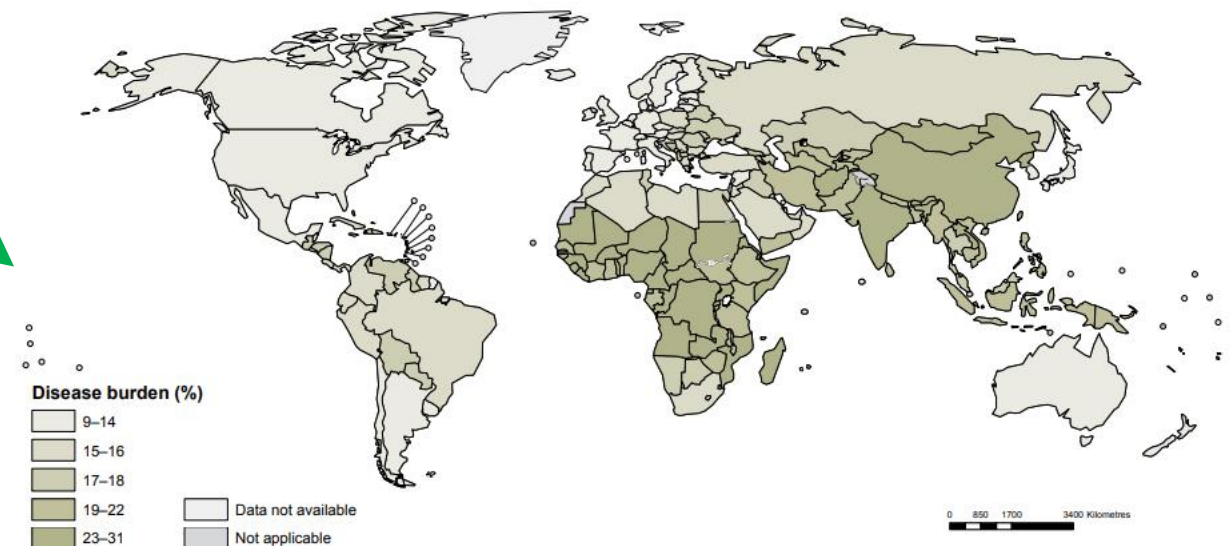 Disease burden (%)
9–14
15–16
17–18
19–22
23–31
Data not available
Not applicable
0 850 1700 3400 Kilometres